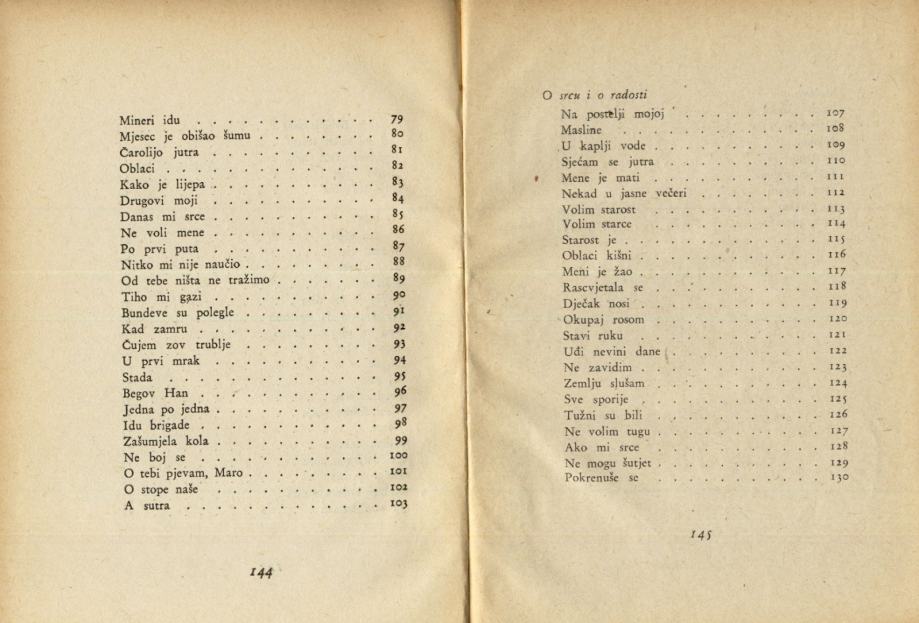 Mineri idu . . . . . . . . . . . . 79
Mjesec je obišao šumu . . . . . . . . 80
Čarolijo jutra . . . . . . . . . . . 81
Oblaci . . . . . . . . . . . . . 82
Kako je lijepa . . . . . . . . . . . 83
Drugovi moji . . . . . . . . . . . 84
Danas mi srce . . . . . . . . . . . 85
Ne voli mene . . . . . . . . . . . 86
Po prvi puta . . . . . . . . . . . 87
Nitko mi nije naučio . . . . . . . . . 88
Od tebe ništa ne tražimo . . . . . . . 89
Tiho mi gazi . . . . . . . . . . . 90
Bundeve su polegle . . . . . . . . . 91
Kad zamru . . . . . . . . . . . . 92
Čujem zov trublje . . . . . . . . . 93
U prvi mrak . . . . . . . . . . . 94
Stada . . . . . . . . . . . . . 95
Begov Han . . . . . . . . . . . . 96
Jedna po jedna . . . . . . . . . . . 97
Idu brigade . . . . . . . . . . . . 98
Zašumjela kola . . . . . . . . . . . 99
Ne boj se . . . . . . . . . . . . 100
O tebi pjevam, Maro . . . . . . . . . 101
O stope naše . . . . . . . . . . . 102
A sutra . . . . . . . . . . . . . 103
144
O srcu i o radosti
Na postelji mojoj . . . . . . . . . 107
Masline . . . . . . . . . . . . 108
U kaplji vode . . . . . . . . . . . 109
Sjećam se jutra . . . . . . . . . . 110
Mene je mati . . . . . . . . . . . 111
Nekad u jasne večeri . . . . . . . . 112
Volim starost . . . . . . . . . . . 113
Volim starce . . . . . . . . . . . 114
Starost je . . . . . . . . . . . . 115
Oblaci kišni . . . . . . . . . . . 116
Meni je žao . . . . . . . . . . . 117
Rascvjetala se . . . . . . . . . . 118
Dječak nosi . . . . . . . . . . . 119
Okupaj rosom . . . . . . . . . . 120
Stavi ruku . . . . . . . . . . . 121
Uđi nevini dane . . . . . . . . . . 122
Ne zavidim . . . . . . . . . . . 123
Zemlju slušam . . . . . . . . . . 124
Sve sporije . . . . . . . . . . . 125
Tužni su bili . . . . . . . . . . . 126
Ne volim tugu . . . . . . . . . . 127
Ako mi srce . . . . . . . . . . . 128
Ne mogu šutjet . . . . . . . . . . 129
Pokrenuše se . . . . . . . . . . . 130
145